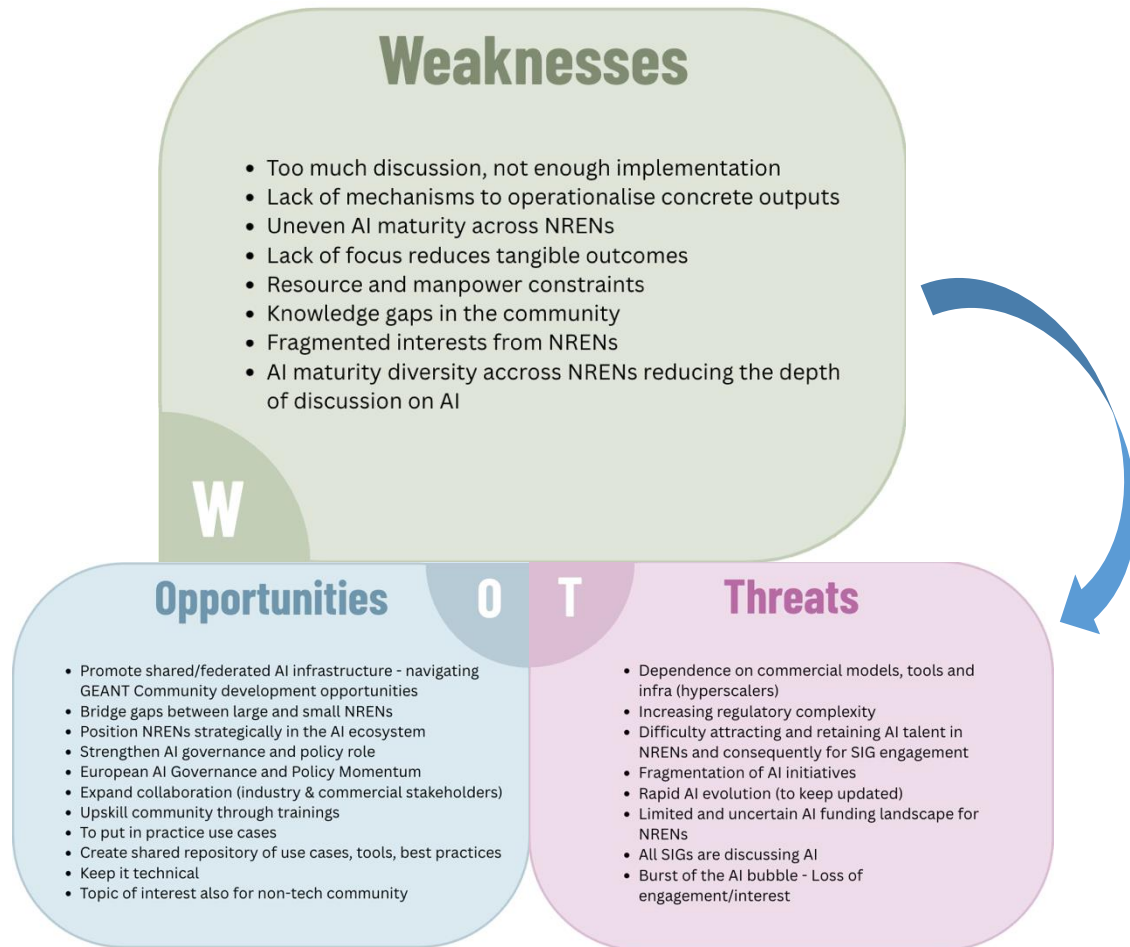 Weaknesses
• Too much discussion, not enough implementation
• Lack of mechanisms to operationalise concrete outputs
• Uneven AI maturity across NRENs
• Lack of focus reduces tangible outcomes
• Resource and manpower constraints
• Knowledge gaps in the community
• Fragmented interests from NRENs
• AI maturity diversity accross NRENs reducing the depth
of discussion on AI
W
Opportunities
O
• Promote shared/federated AI infrastructure - navigating
GEANT Community development opportunities
• Bridge gaps between large and small NRENs
• Position NRENs strategically in the AI ecosystem
• Strengthen AI governance and policy role
• European AI Governance and Policy Momentum
• Expand collaboration (industry & commercial stakeholders)
• Upskill community through trainings
• To put in practice use cases
• Create shared repository of use cases, tools, best practices
• Keep it technical
• Topic of interest also for non-tech community
T
Threats
• Dependence on commercial models, tools and
infra (hyperscalers)
• Increasing regulatory complexity
• Difficulty attracting and retaining AI talent in
NRENs and consequently for SIG engagement
• Fragmentation of AI initiatives
• Rapid AI evolution (to keep updated)
• Limited and uncertain AI funding landscape for
NRENs
• All SIGs are discussing AI
• Burst of the AI bubble - Loss of
engagement/interest